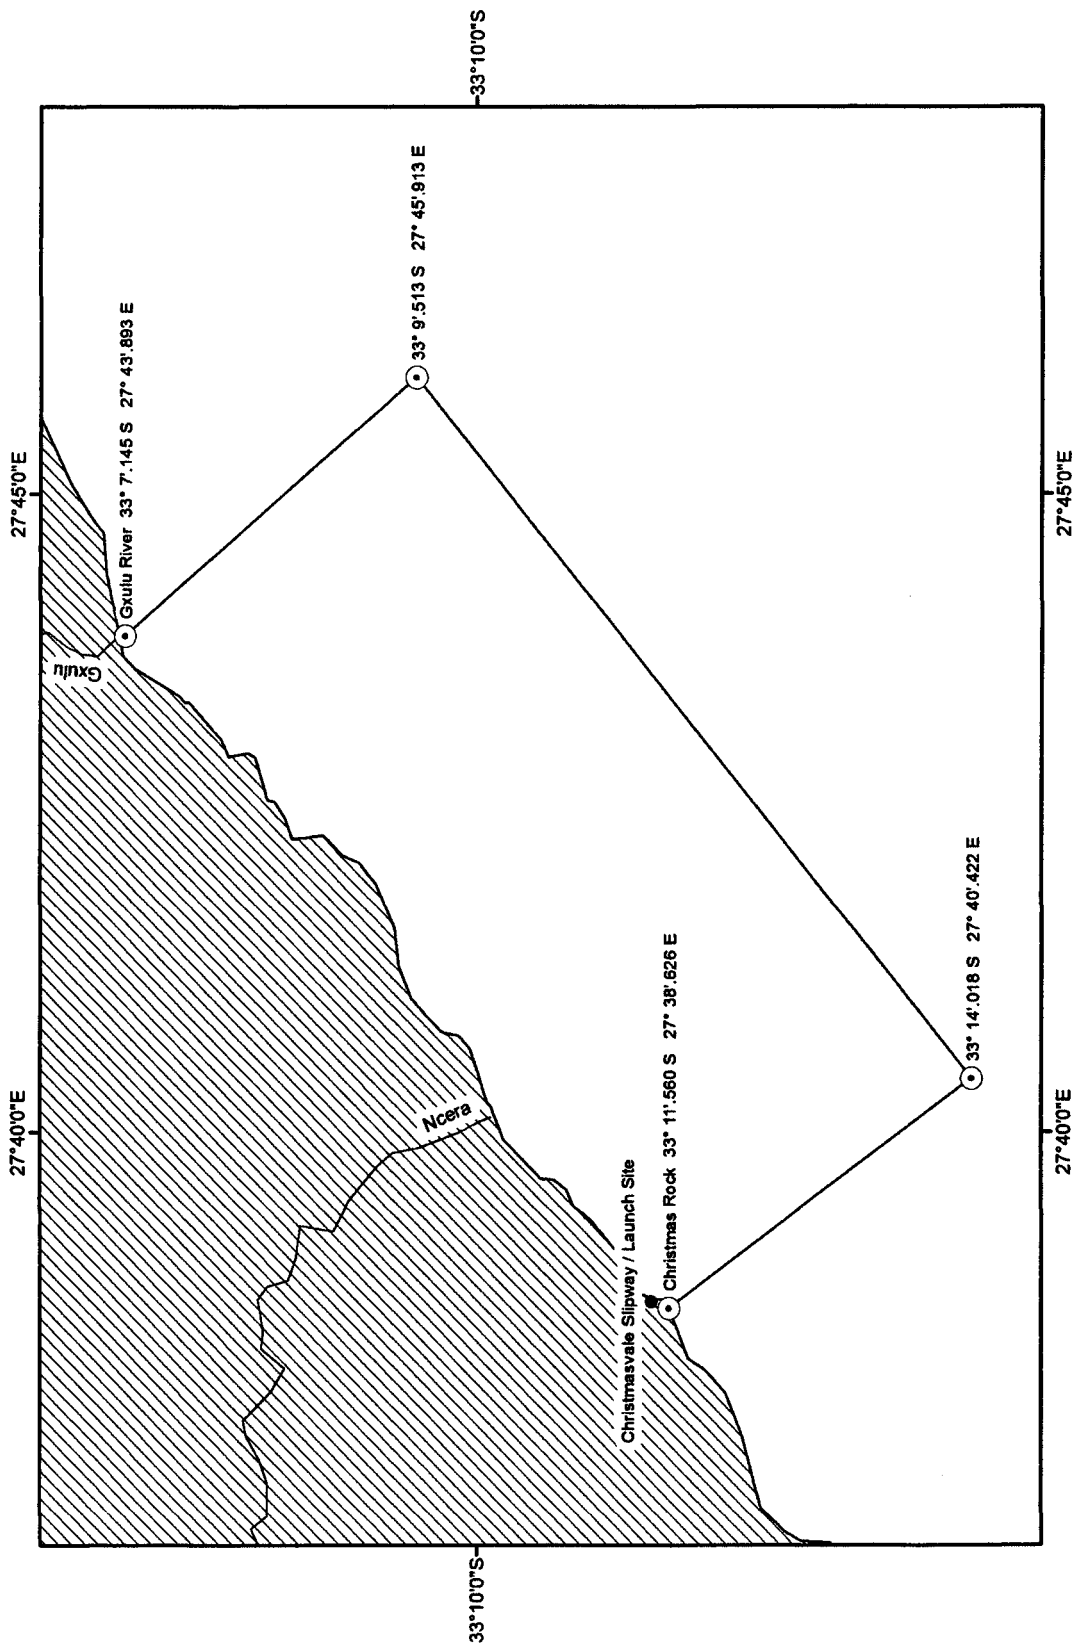 27°40'0"E
27°45'0"E
Gxulu
Gxulu River 33° 7'.145 S 27° 43'.893 E
33° 9'.513 S 27° 45'.913 E
33°10'0"S
33°10'0"S
Ncera
Christmasvale Slipway / Launch Site
Christmas Rock 33° 11'.560 S 27° 38'.626 E
33° 14'.018 S 27° 40'.422 E
27°40'0"E
27°45'0"E